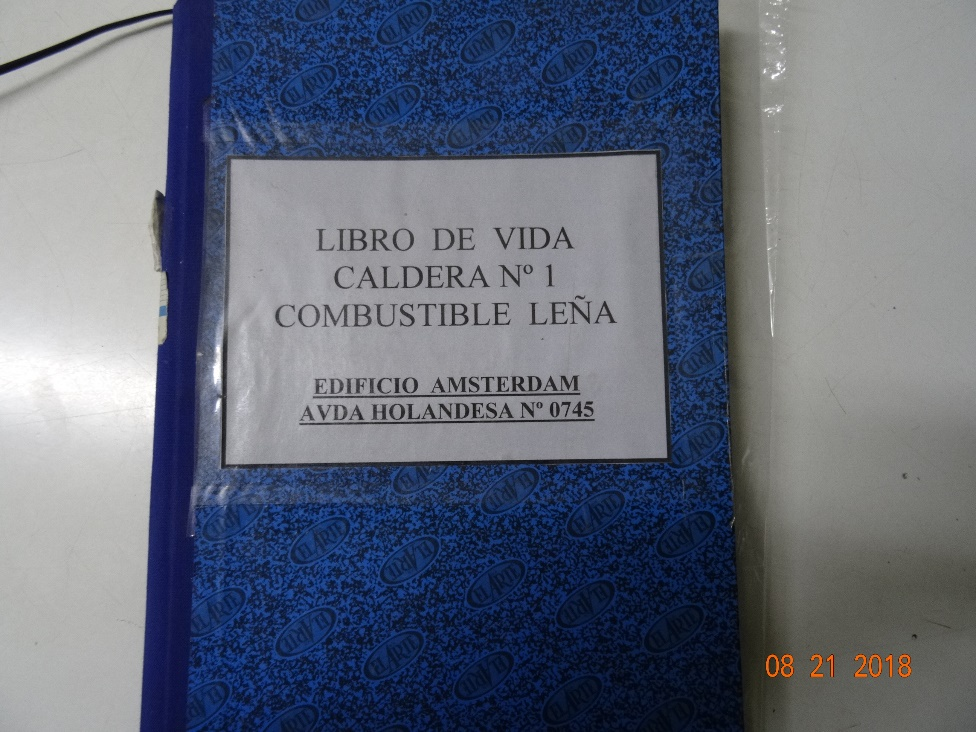 LIBRO DE VIDA
CALDERA Nº 1
COMBUSTIBLE LEÑA
EDIFICIO AMSTERDAM
AVDA HOLANDESA Nº 0745
08 21 2018